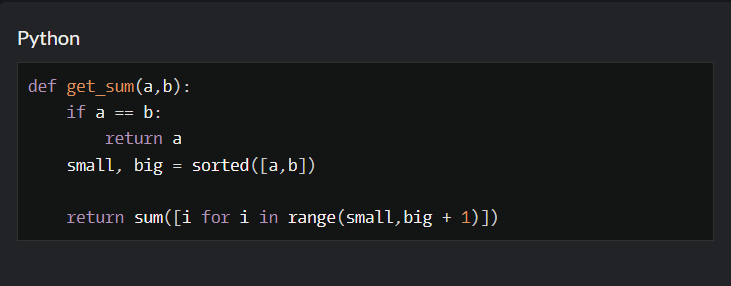 Python
def get_sum(a,b):
    if a == b:
        return a
    small, big = sorted([a,b])
    return sum([i for i in range(small,big + 1)])